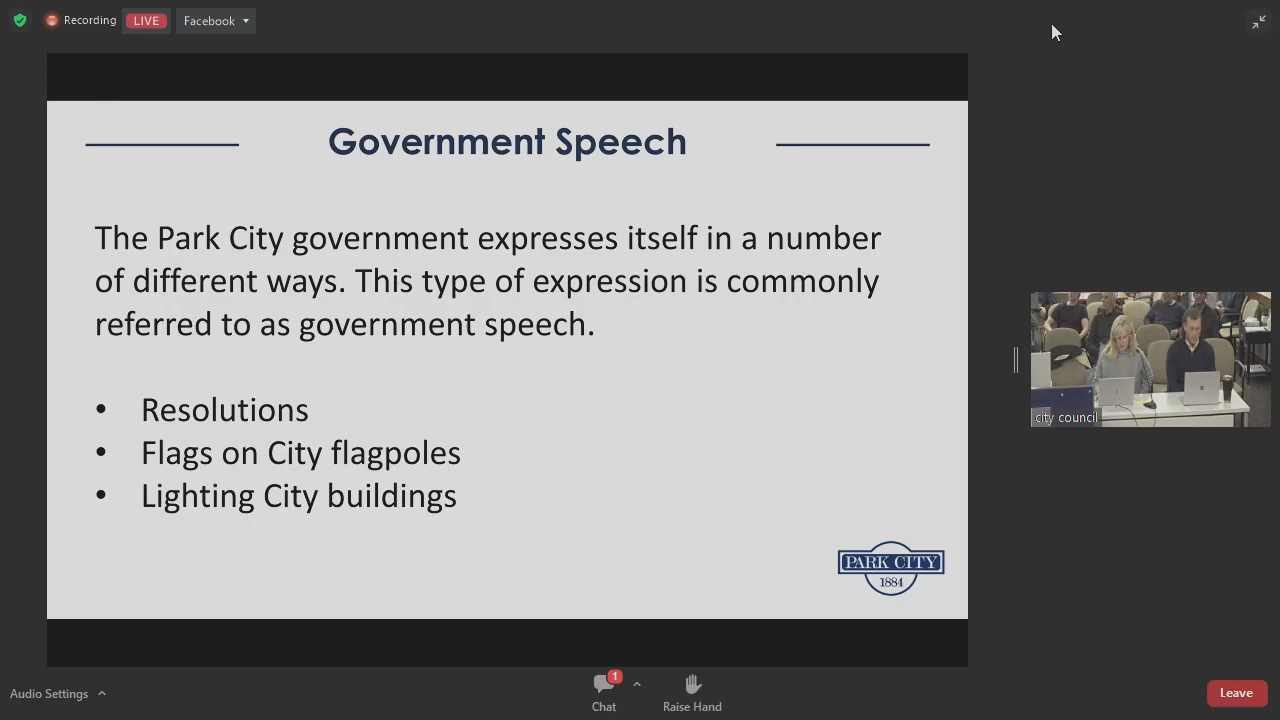 Recording LIVE Facebook
Government Speech
The Park City government expresses itself in a number
of different ways. This type of expression is commonly
referred to as government speech.
• Resolutions
• Flags on City flagpoles
• Lighting City buildings
PARK CITY
1884
city council
Audio Settings
1
Chat
Raise Hand
Leave